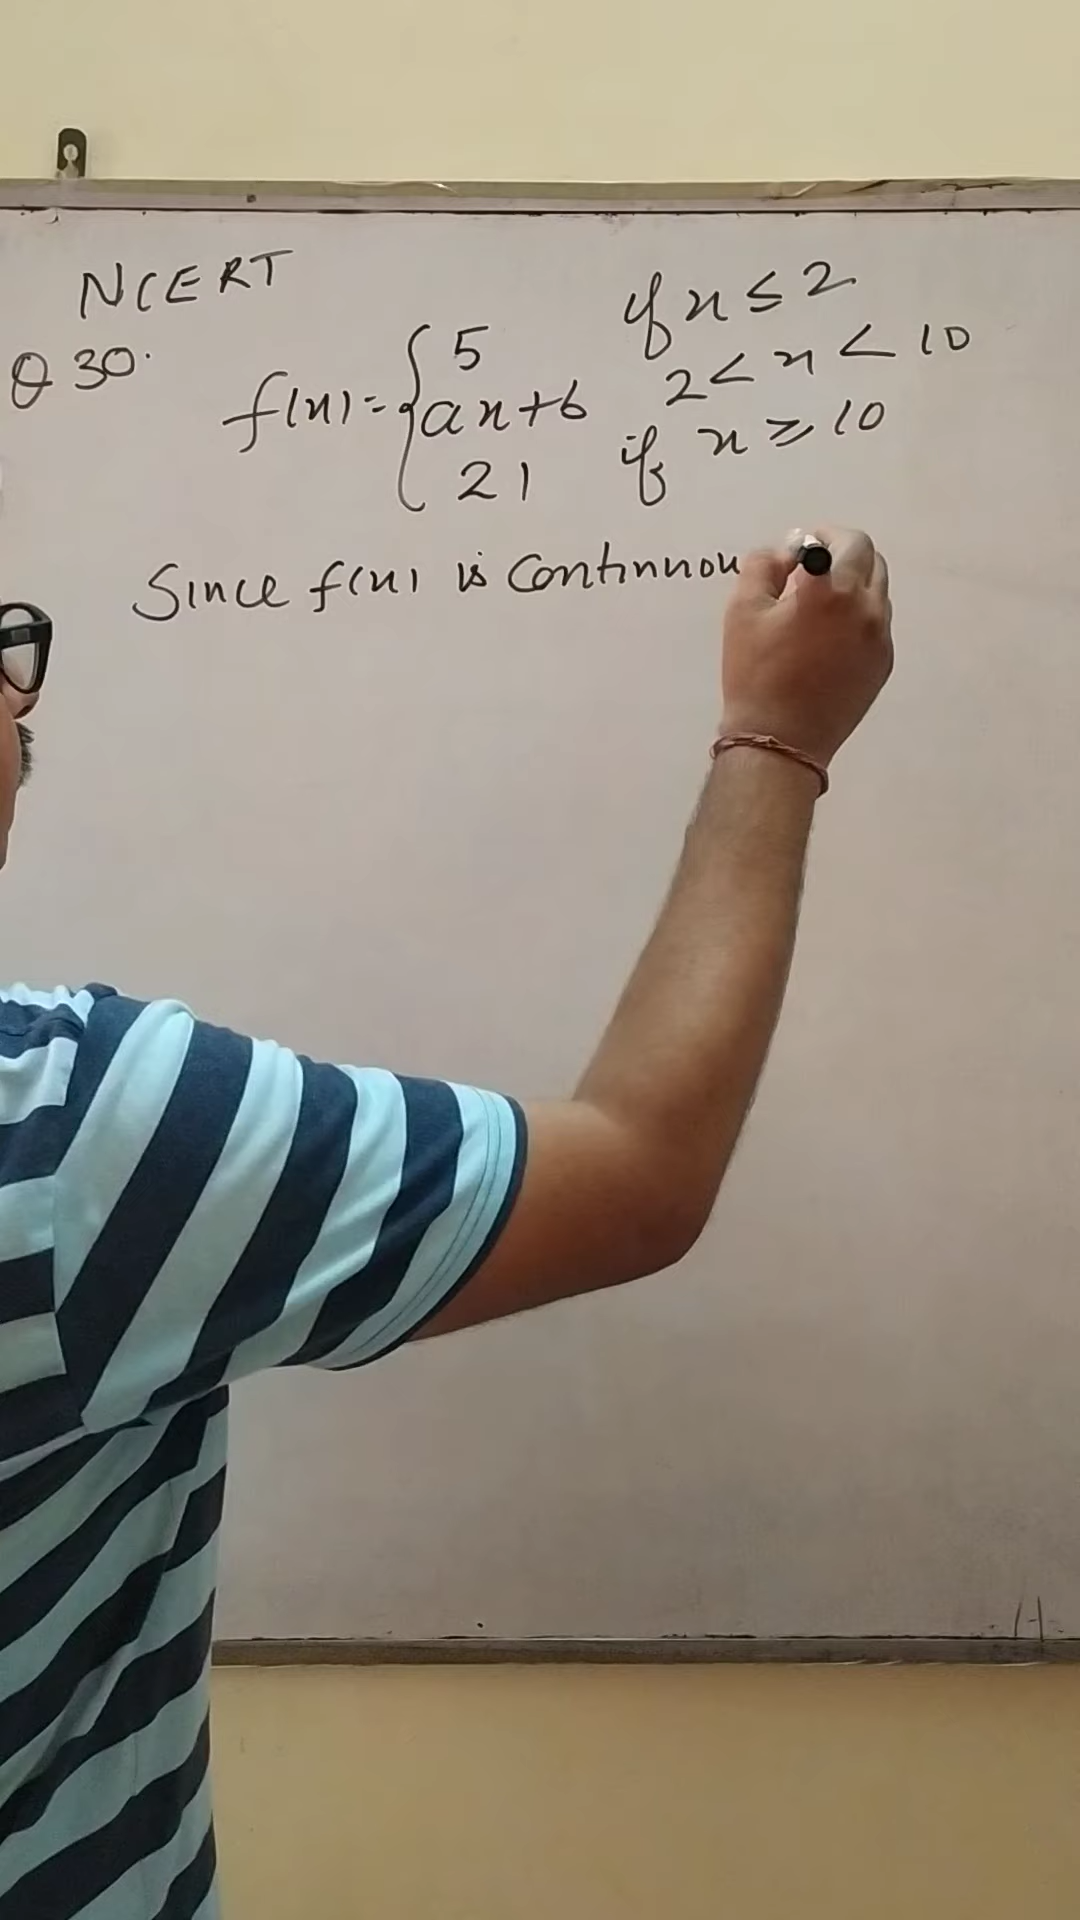 NCERT
Q 30.
f(x) = { 5 if x ≤ 2
ax+b 2 < x < 10
21 if x ≥ 10
Since f(x) is Continuou